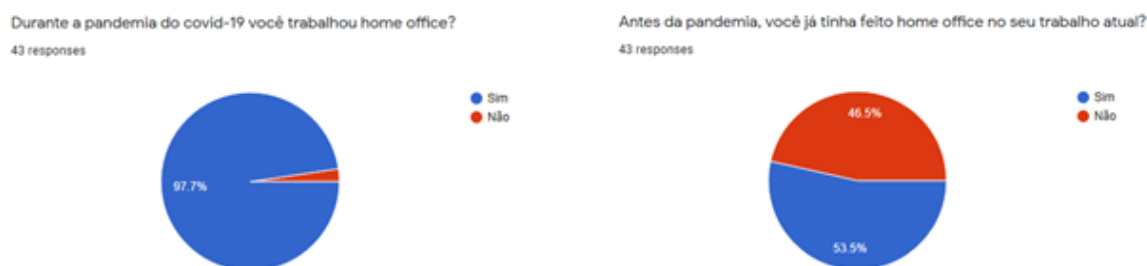 Durante a pandemia do covid-19 você trabalhou home office?
43 responses
Sim
Não
97.7%
Antes da pandemia, você já tinha feito home office no seu trabalho atual?
43 responses
Sim
Não
46.5%
53.5%